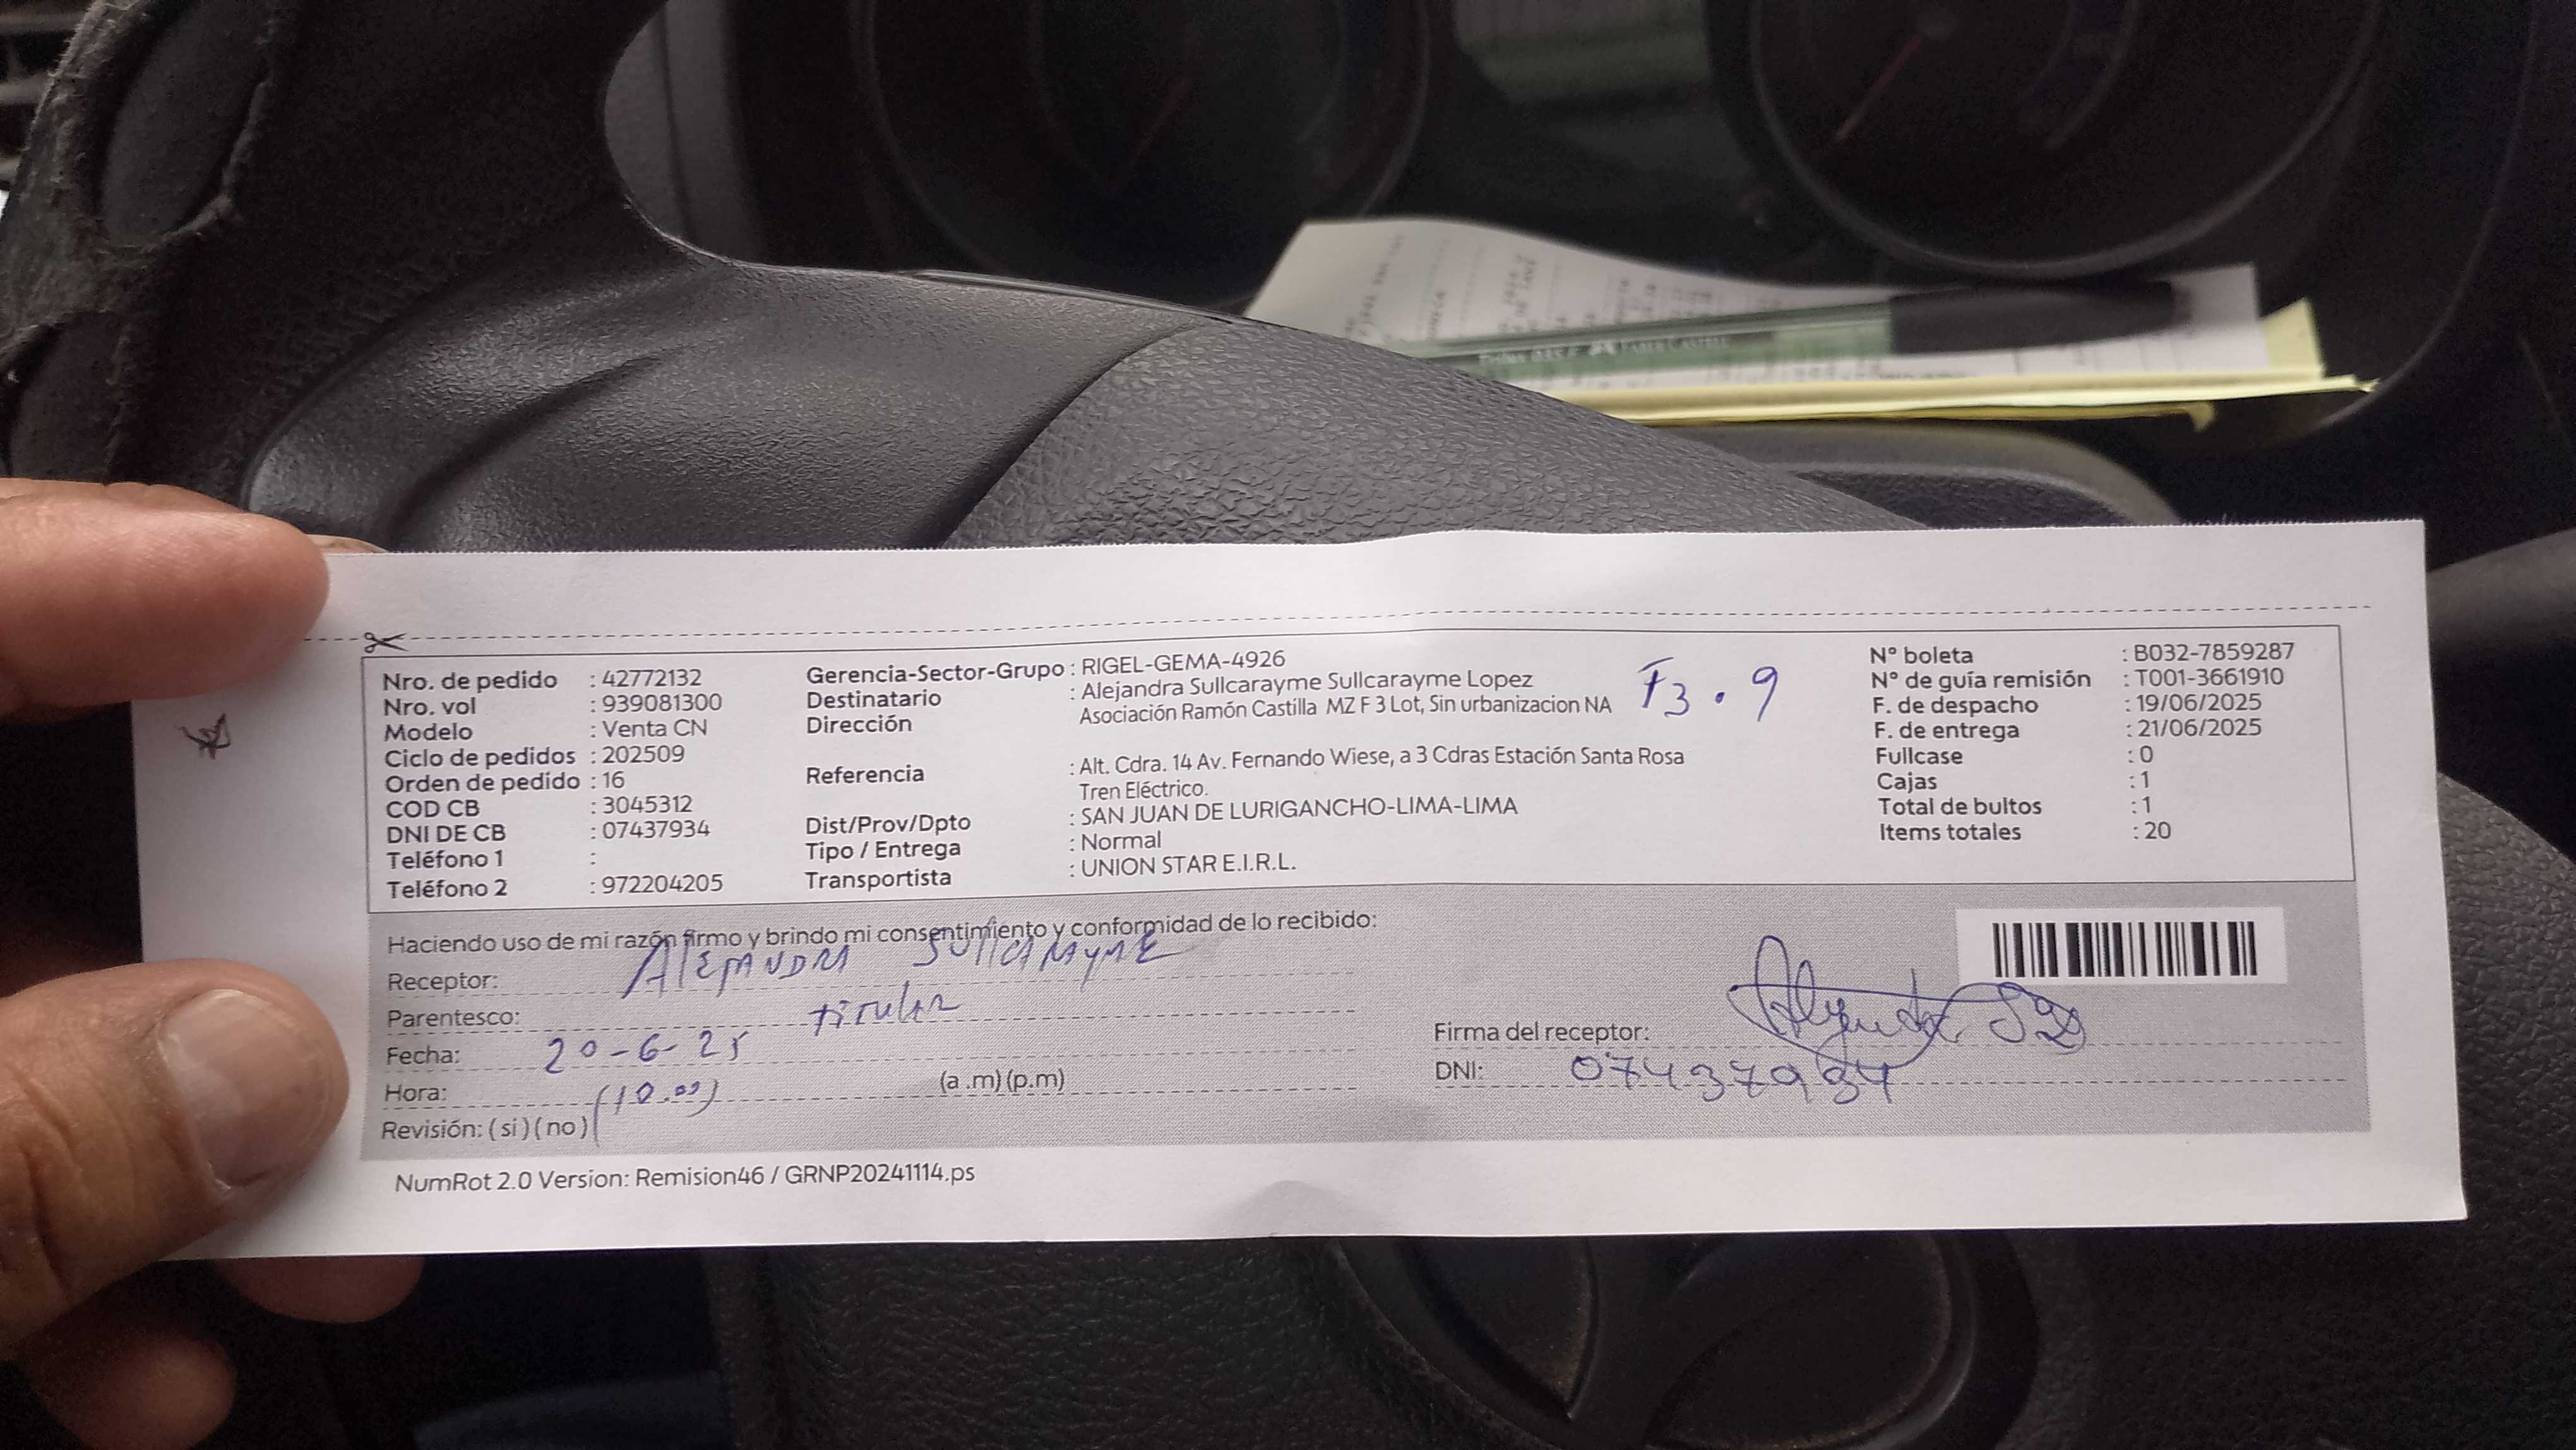 Nro. de pedido : 42772132
Nro. vol : 939081300
Modelo : Venta CN
Ciclo de pedidos : 202509
Orden de pedido : 16
COD CB : 3045312
DNI DE CB : 07437934
Teléfono 1 :
Teléfono 2 : 972204205
Gerencia-Sector-Grupo : RIGEL-GEMA-4926
Destinatario : Alejandra Sullcarayme Sullcarayme Lopez
Dirección Asociación Ramón Castilla MZ F 3 Lot, Sin urbanizacion NA
F3 . 9
Referencia : Alt. Cdra. 14 Av. Fernando Wiese, a 3 Cdras Estación Santa Rosa
Tren Eléctrico.
Dist/Prov/Dpto : SAN JUAN DE LURIGANCHO-LIMA-LIMA
Tipo / Entrega : Normal
Transportista : UNION STAR E.I.R.L.
N° boleta : B032-7859287
N° de guía remisión : T001-3661910
F. de despacho : 19/06/2025
F. de entrega : 21/06/2025
Fullcase : 0
Cajas : 1
Total de bultos : 1
Items totales : 20
Haciendo uso de mi razón firmo y brindo mi consentimiento y conformidad de lo recibido:
Receptor: Alejandra Sullcarayme
Parentesco: titular
Fecha: 20-6-25
Hora: (10.00) (a .m) (p.m)
Revisión: ( si ) ( no )
Firma del receptor:
DNI: 07437934
NumRot 2.0 Version: Remision46 / GRNP20241114.ps
FABER-CASTELL